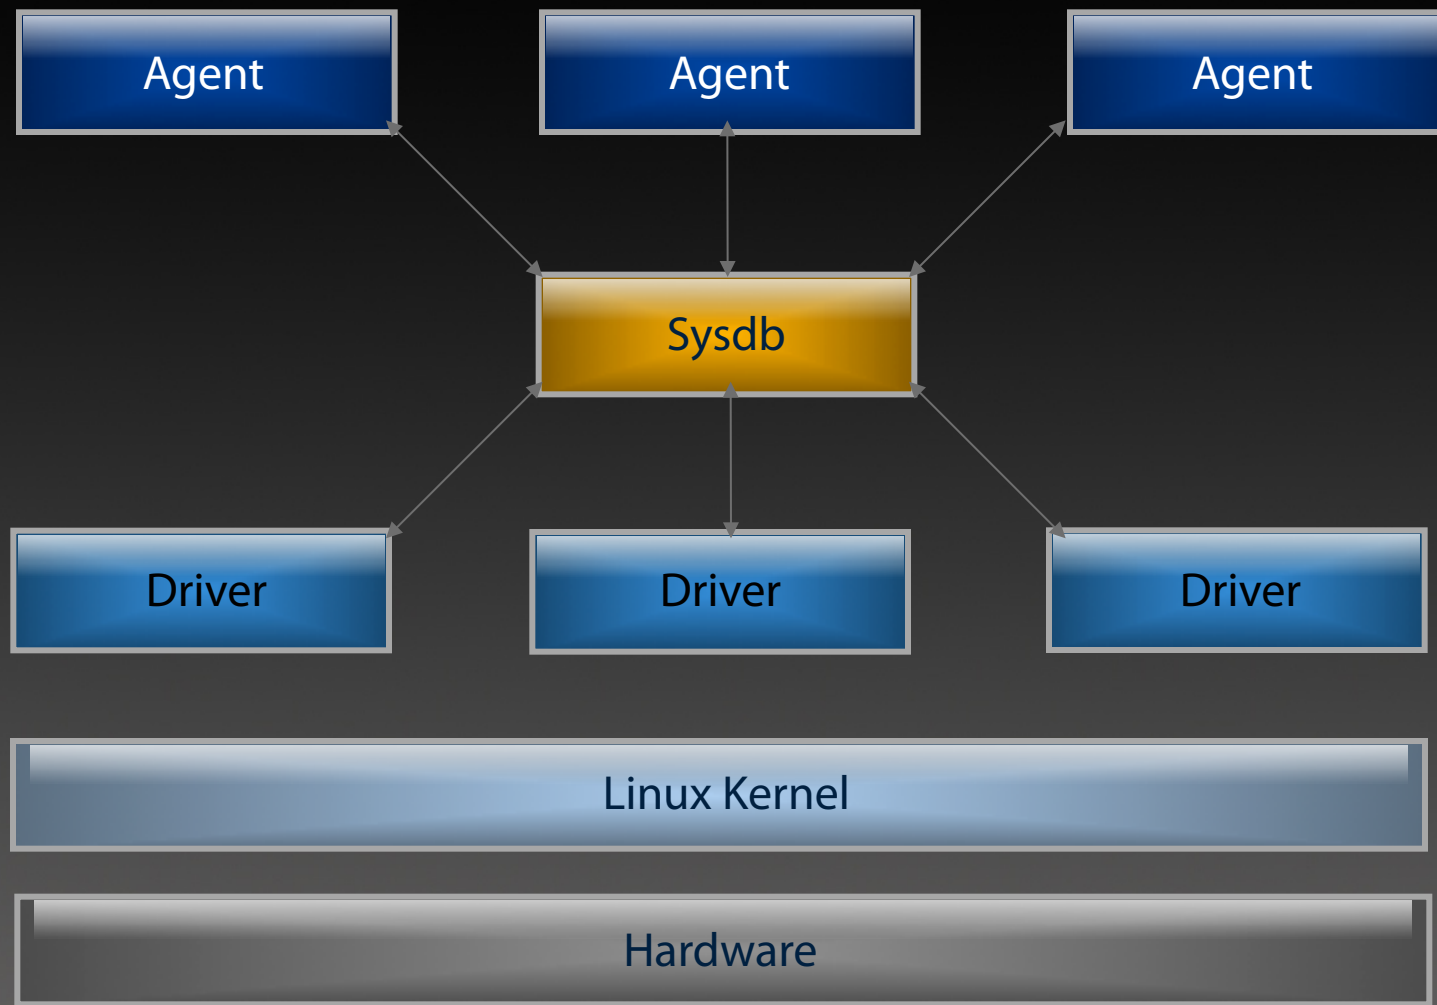 Agent
Agent
Agent
Sysdb
Driver
Driver
Driver
Linux Kernel
Hardware